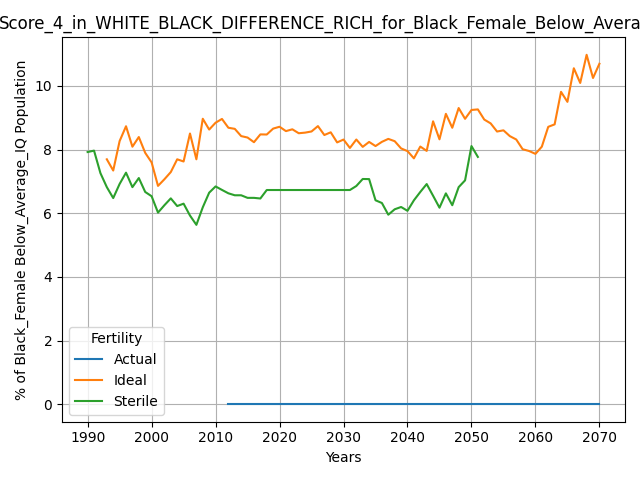 Score_4_in_WHITE_BLACK_DIFFERENCE_RICH_for_Black_Female_Below_Avera
% of Black_Female Below_Average_IQ Population
10
8
6
4
2
0
Fertility
Actual
Ideal
Sterile
1990 2000 2010 2020 2030 2040 2050 2060 2070
Years